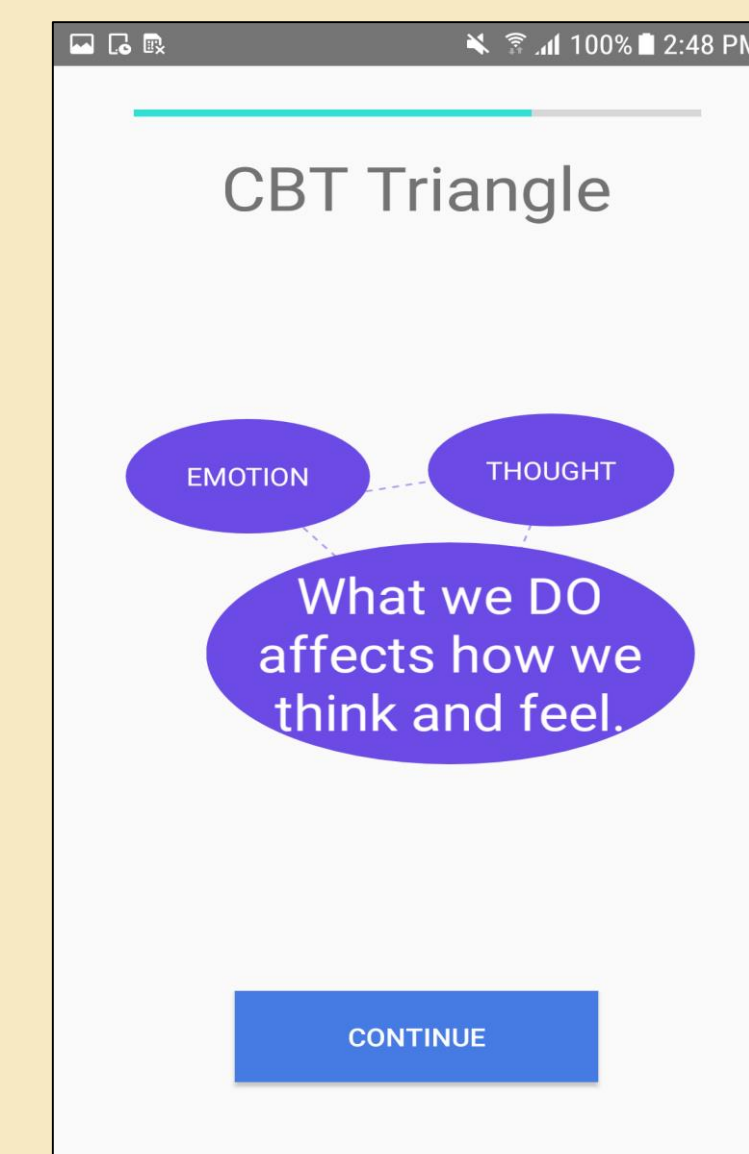 100% 2:48 PM
CBT Triangle
EMOTION
THOUGHT
What we DO
affects how we
think and feel.
CONTINUE